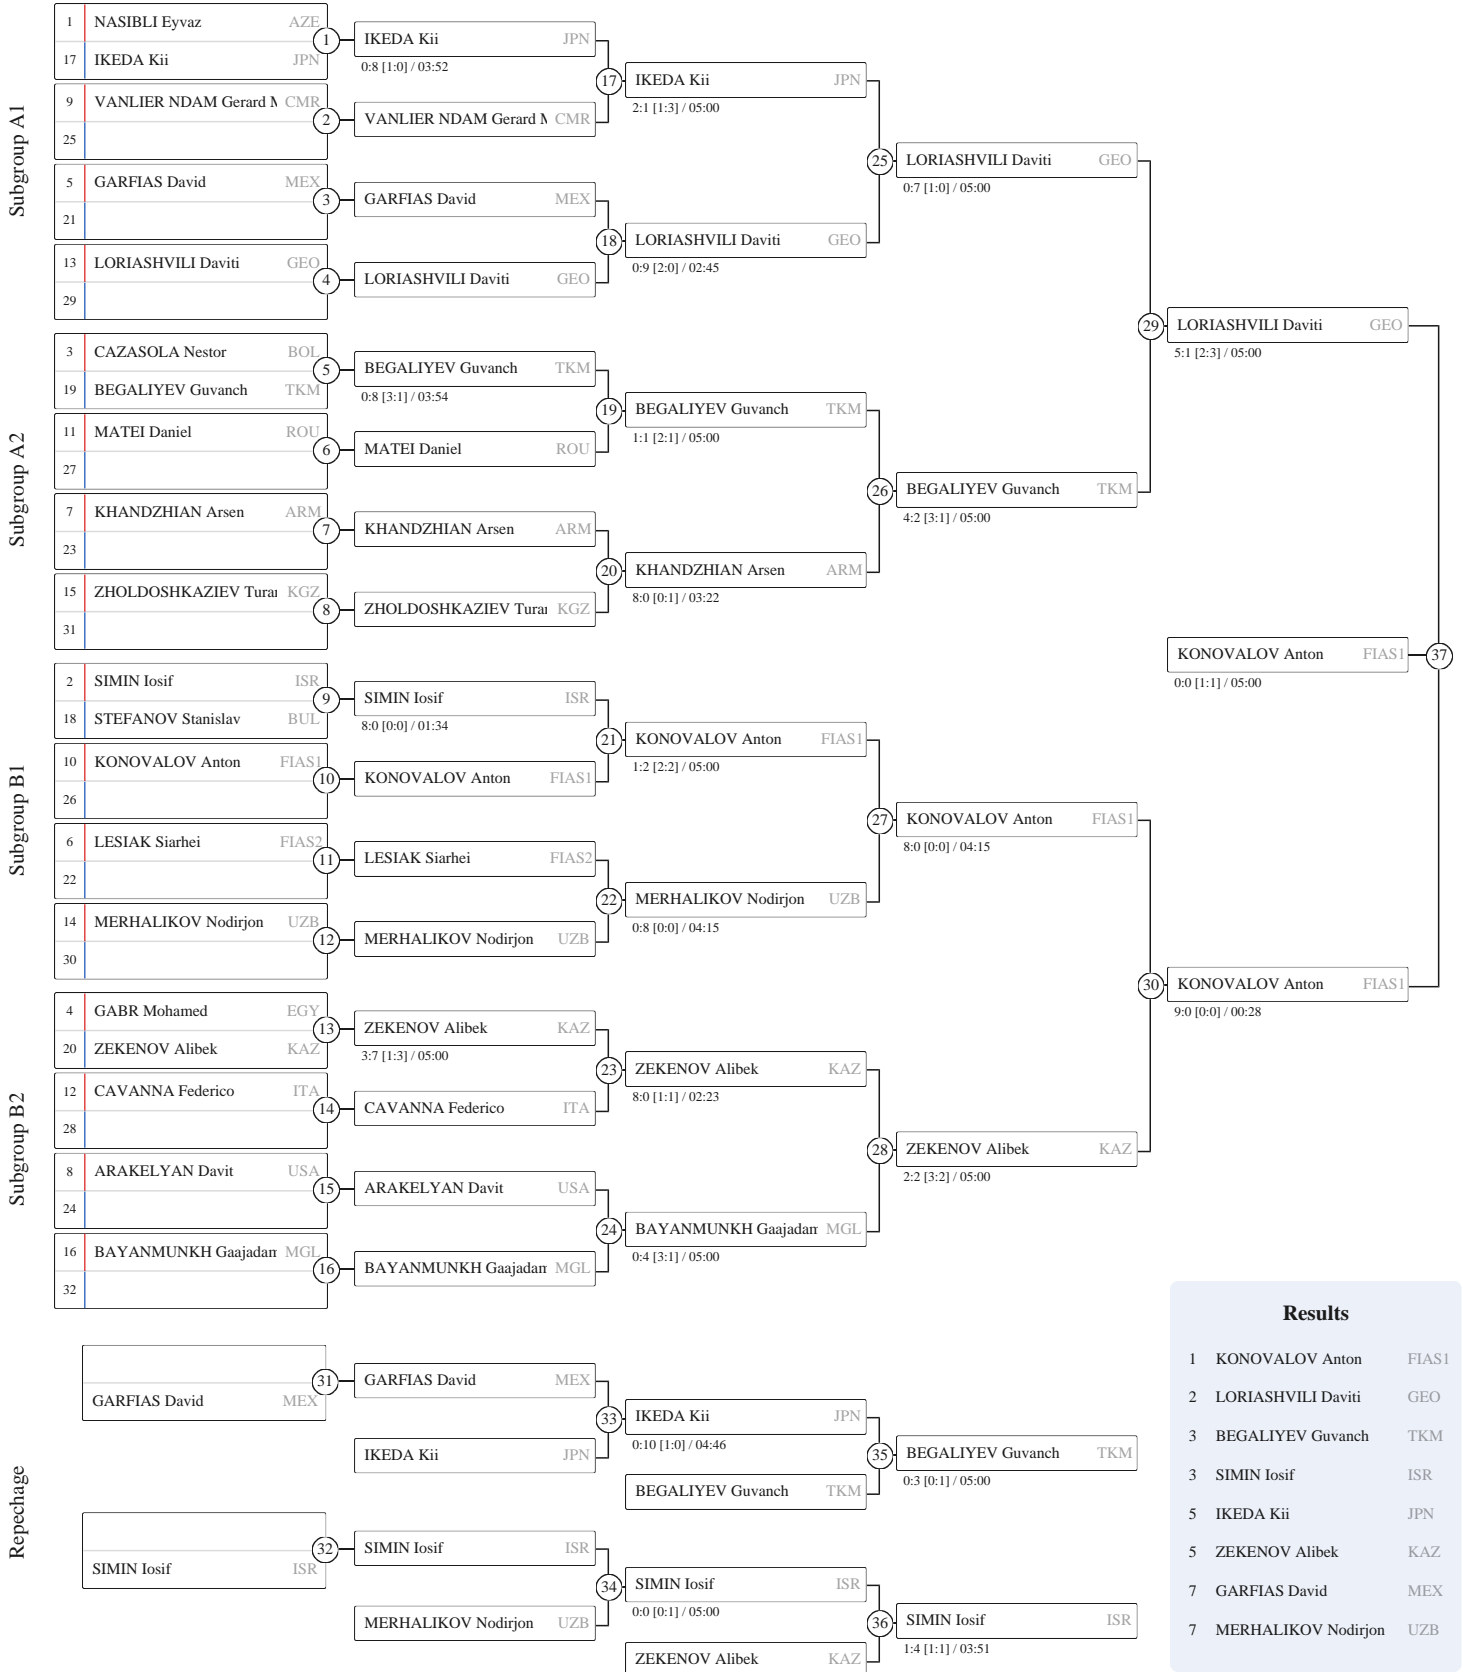 Subgroup A1
1 NASIBLI Eyvaz AZE
17 IKEDA Kii JPN
1
IKEDA Kii JPN
0:8 [1:0] / 03:52
9 VANLIER NDAM Gerard M CMR
25
2
VANLIER NDAM Gerard M CMR
17
IKEDA Kii JPN
2:1 [1:3] / 05:00
5 GARFIAS David MEX
21
3
GARFIAS David MEX
13 LORIASHVILI Daviti GEO
29
4
LORIASHVILI Daviti GEO
18
LORIASHVILI Daviti GEO
0:9 [2:0] / 02:45
25
LORIASHVILI Daviti GEO
0:7 [1:0] / 05:00
Subgroup A2
3 CAZASOLA Nestor BOL
19 BEGALIYEV Guvanch TKM
5
BEGALIYEV Guvanch TKM
0:8 [3:1] / 03:54
11 MATEI Daniel ROU
27
6
MATEI Daniel ROU
19
BEGALIYEV Guvanch TKM
1:1 [2:1] / 05:00
7 KHANDZHIAN Arsen ARM
23
7
KHANDZHIAN Arsen ARM
15 ZHOLDOSHKAZIEV Tura KGZ
31
8
ZHOLDOSHKAZIEV Tura KGZ
20
KHANDZHIAN Arsen ARM
8:0 [0:1] / 03:22
26
BEGALIYEV Guvanch TKM
4:2 [3:1] / 05:00
29
LORIASHVILI Daviti GEO
5:1 [2:3] / 05:00
Subgroup B1
2 SIMIN Iosif ISR
18 STEFANOV Stanislav BUL
9
SIMIN Iosif ISR
8:0 [0:0] / 01:34
10 KONOVALOV Anton FIAS1
26
10
KONOVALOV Anton FIAS1
21
KONOVALOV Anton FIAS1
1:2 [2:2] / 05:00
6 LESIAK Siarhei FIAS2
22
11
LESIAK Siarhei FIAS2
14 MERHALIKOV Nodirjon UZB
30
12
MERHALIKOV Nodirjon UZB
22
MERHALIKOV Nodirjon UZB
0:8 [0:0] / 04:15
27
KONOVALOV Anton FIAS1
8:0 [0:0] / 04:15
Subgroup B2
4 GABR Mohamed EGY
20 ZEKENOV Alibek KAZ
13
ZEKENOV Alibek KAZ
3:7 [1:3] / 05:00
12 CAVANNA Federico ITA
28
14
CAVANNA Federico ITA
23
ZEKENOV Alibek KAZ
8:0 [1:1] / 02:23
8 ARAKELYAN Davit USA
24
15
ARAKELYAN Davit USA
16 BAYANMUNKH Gaajadam MGL
32
16
BAYANMUNKH Gaajadam MGL
24
BAYANMUNKH Gaajadam MGL
0:4 [3:1] / 05:00
28
ZEKENOV Alibek KAZ
2:2 [3:2] / 05:00
30
KONOVALOV Anton FIAS1
9:0 [0:0] / 00:28
KONOVALOV Anton FIAS1
37
0:0 [1:1] / 05:00
Repechage
GARFIAS David MEX
31
GARFIAS David MEX
IKEDA Kii JPN
33
IKEDA Kii JPN
0:10 [1:0] / 04:46
BEGALIYEV Guvanch TKM
35
BEGALIYEV Guvanch TKM
0:3 [0:1] / 05:00
SIMIN Iosif ISR
32
SIMIN Iosif ISR
MERHALIKOV Nodirjon UZB
34
SIMIN Iosif ISR
0:0 [0:1] / 05:00
ZEKENOV Alibek KAZ
36
SIMIN Iosif ISR
1:4 [1:1] / 03:51
Results
1 KONOVALOV Anton FIAS1
2 LORIASHVILI Daviti GEO
3 BEGALIYEV Guvanch TKM
3 SIMIN Iosif ISR
5 IKEDA Kii JPN
5 ZEKENOV Alibek KAZ
7 GARFIAS David MEX
7 MERHALIKOV Nodirjon UZB